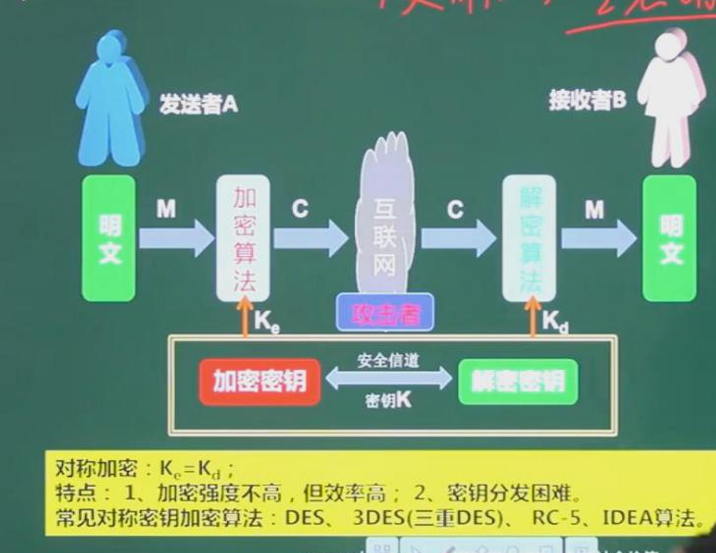 发送者A
接收者B
明文
M
加密算法
C
互联网
C
解密算法
M
明文
攻击者
Ke
Kd
加密密钥
安全信道
密钥K
解密密钥
对称加密：Ke=Kd；
特点：1、加密强度不高，但效率高；2、密钥分发困难。
常见对称密钥加密算法：DES、3DES(三重DES)、RC-5、IDEA算法。